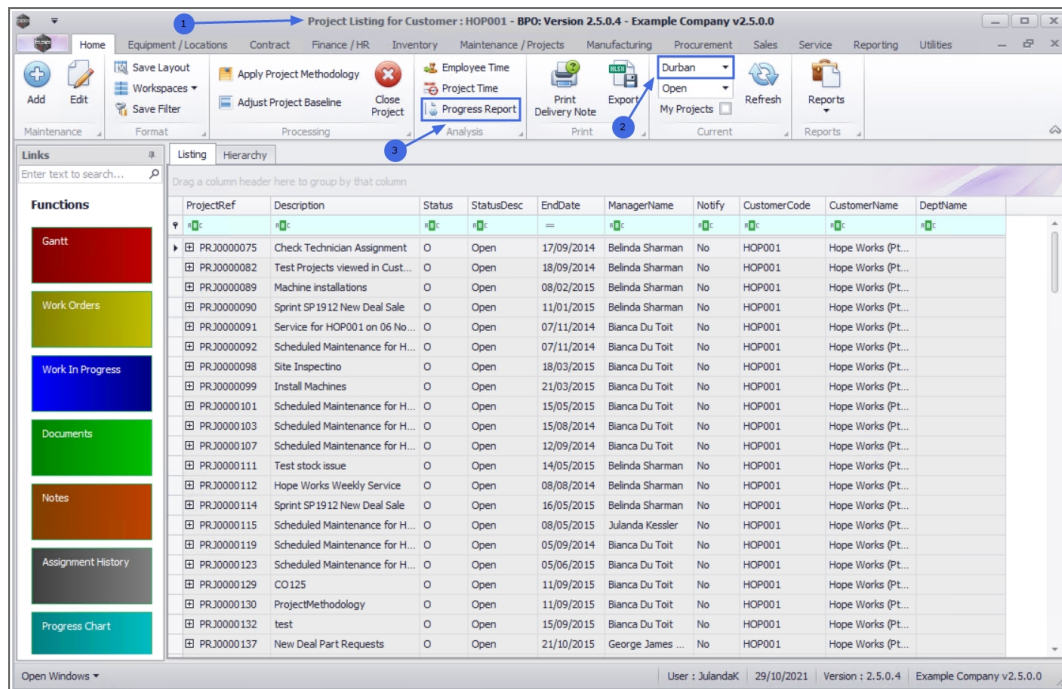 Project Listing for Customer : HOP001 - BPO: Version 2.5.0.4 - Example Company v2.5.0.0
1
Home Equipment / Locations Contract Finance / HR Inventory Maintenance / Projects Manufacturing Procurement Sales Service Reporting Utilities
Add
Edit
Maintenance
Save Layout
Workspaces
Save Filter
Format
Apply Project Methodology
Adjust Project Baseline
Close Project
Processing
Employee Time
Project Time
Progress Report
Analysis
3
Print Delivery Note
Export
Print
2
Durban
Open
My Projects
Refresh
Current
Reports
Reports
Links
Enter text to search...
Functions
Gantt
Work Orders
Work In Progress
Documents
Notes
Assignment History
Progress Chart
Listing Hierarchy
Drag a column header here to group by that column
ProjectRef Description Status StatusDesc EndDate ManagerName Notify CustomerCode CustomerName DeptName
PRJ0000075 Check Technician Assignment O Open 17/09/2014 Belinda Sharman No HOP001 Hope Works (Pt...
PRJ0000082 Test Projects viewed in Cust... O Open 18/09/2014 Belinda Sharman No HOP001 Hope Works (Pt...
PRJ0000089 Machine installations O Open 08/02/2015 Belinda Sharman No HOP001 Hope Works (Pt...
PRJ0000090 Sprint SP1912 New Deal Sale O Open 11/01/2015 Belinda Sharman No HOP001 Hope Works (Pt...
PRJ0000091 Service for HOP001 on 06 No... O Open 07/11/2014 Bianca Du Toit No HOP001 Hope Works (Pt...
PRJ0000092 Scheduled Maintenance for H... O Open 07/11/2014 Bianca Du Toit No HOP001 Hope Works (Pt...
PRJ0000098 Site Inspectino O Open 18/03/2015 Bianca Du Toit No HOP001 Hope Works (Pt...
PRJ0000099 Install Machines O Open 21/03/2015 Bianca Du Toit No HOP001 Hope Works (Pt...
PRJ0000101 Scheduled Maintenance for H... O Open 15/05/2015 Bianca Du Toit No HOP001 Hope Works (Pt...
PRJ0000103 Scheduled Maintenance for H... O Open 15/08/2014 Bianca Du Toit No HOP001 Hope Works (Pt...
PRJ0000107 Scheduled Maintenance for H... O Open 12/09/2014 Bianca Du Toit No HOP001 Hope Works (Pt...
PRJ0000111 Test stock issue O Open 14/05/2015 Belinda Sharman No HOP001 Hope Works (Pt...
PRJ0000112 Hope Works Weekly Service O Open 08/08/2014 Belinda Sharman No HOP001 Hope Works (Pt...
PRJ0000114 Sprint SP1912 New Deal Sale O Open 16/05/2015 Belinda Sharman No HOP001 Hope Works (Pt...
PRJ0000115 Scheduled Maintenance for H... O Open 08/05/2015 Julanda Kessler No HOP001 Hope Works (Pt...
PRJ0000119 Scheduled Maintenance for H... O Open 05/09/2014 Bianca Du Toit No HOP001 Hope Works (Pt...
PRJ0000123 Scheduled Maintenance for H... O Open 05/06/2015 Bianca Du Toit No HOP001 Hope Works (Pt...
PRJ0000129 CO125 O Open 11/09/2015 Bianca Du Toit No HOP001 Hope Works (Pt...
PRJ0000130 ProjectMethodology O Open 11/09/2015 Bianca Du Toit No HOP001 Hope Works (Pt...
PRJ0000132 test O Open 15/09/2015 Bianca Du Toit No HOP001 Hope Works (Pt...
PRJ0000137 New Deal Part Requests O Open 21/10/2015 George James ... No HOP001 Hope Works (Pt...
Open Windows User : JulandaK 29/10/2021 Version : 2.5.0.4 Example Company v2.5.0.0